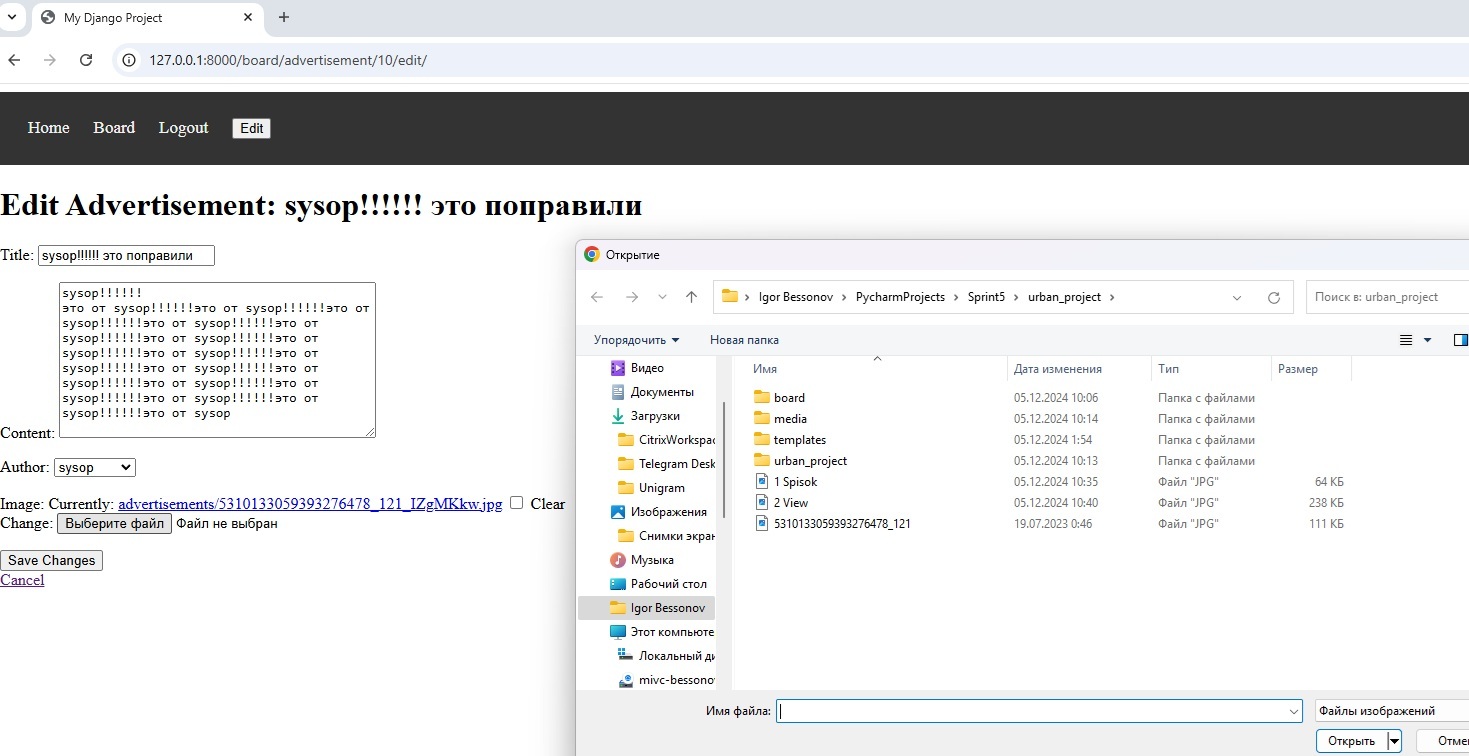 My Django Project
127.0.0.1:8000/board/advertisement/10/edit/
Home Board Logout Edit
Edit Advertisement: sysop!!!!!! это поправили
Title: sysop!!!!!! это поправили
sysop!!!!!!
это от sysop!!!!!!это от sysop!!!!!!это от
sysop!!!!!!это от sysop!!!!!!это от
sysop!!!!!!это от sysop!!!!!!это от
sysop!!!!!!это от sysop!!!!!!это от
sysop!!!!!!это от sysop!!!!!!это от
sysop!!!!!!это от sysop!!!!!!это от
sysop!!!!!!это от sysop!!!!!!это от
sysop!!!!!!это от sysop
Content:
Author: sysop
Image: Currently: advertisements/5310133059393276478_121_IZgMKkw.jpg Clear
Change: Выберите файл Файл не выбран
Save Changes
Cancel
Открытие
Igor Bessonov PycharmProjects Sprint5 urban_project
Поиск в: urban_project
Упорядочить Новая папка
Видео
Документы
Загрузки
CitrixWorkspac
Telegram Desk
Unigram
Изображения
Снимки экран
Музыка
Рабочий стол
Igor Bessonov
Этот компьюте
Локальный ди
mivc-bessonov
Имя Дата изменения Тип Размер
board 05.12.2024 10:06 Папка с файлами
media 05.12.2024 10:14 Папка с файлами
templates 05.12.2024 1:54 Папка с файлами
urban_project 05.12.2024 10:13 Папка с файлами
1 Spisok 05.12.2024 10:35 Файл "JPG" 64 КБ
2 View 05.12.2024 10:40 Файл "JPG" 238 КБ
5310133059393276478_121 19.07.2023 0:46 Файл "JPG" 111 КБ
Имя файла:
Файлы изображений
Открыть Отме